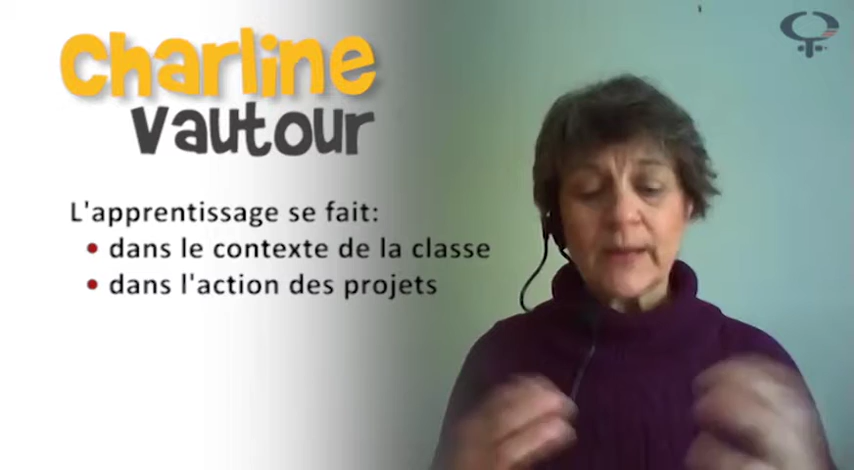 Charline
Vautour
L'apprentissage se fait:
• dans le contexte de la classe
• dans l'action des projets